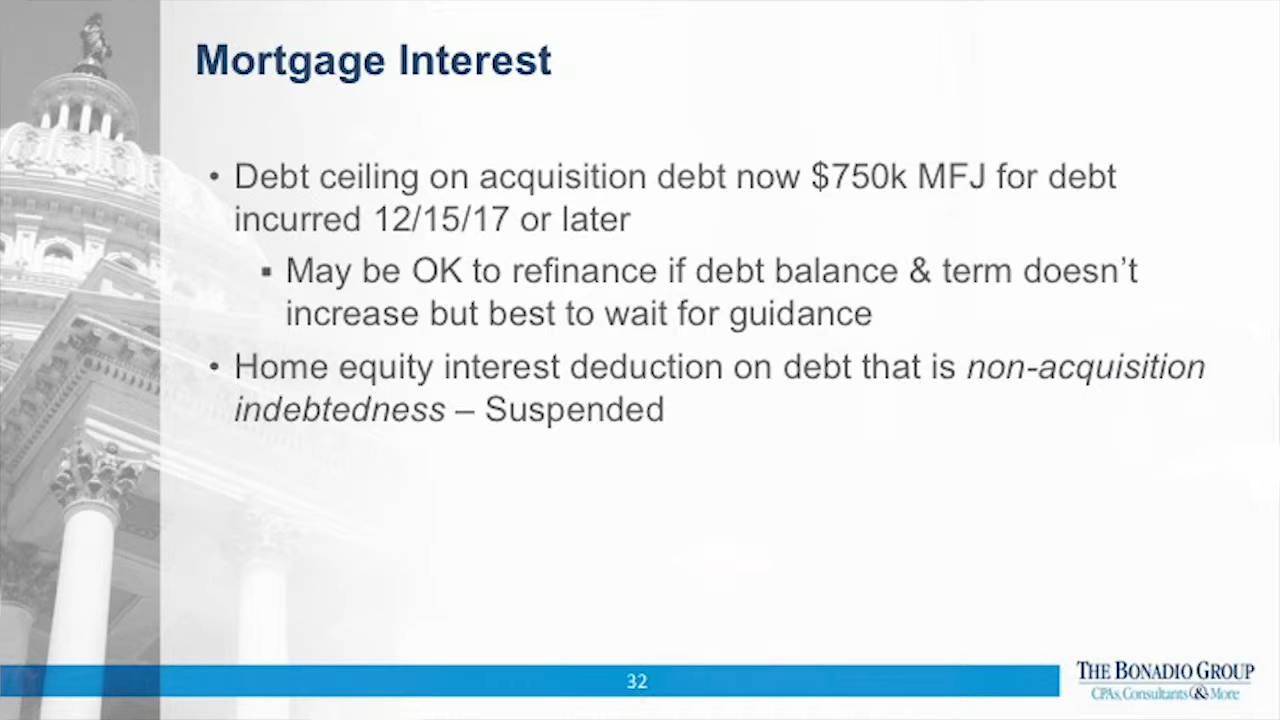 Mortgage Interest
• Debt ceiling on acquisition debt now $750k MFJ for debt
incurred 12/15/17 or later
▪ May be OK to refinance if debt balance & term doesn’t
increase but best to wait for guidance
• Home equity interest deduction on debt that is non-acquisition
indebtedness – Suspended
32
THE BONADIO GROUP
CPAs, Consultants & More